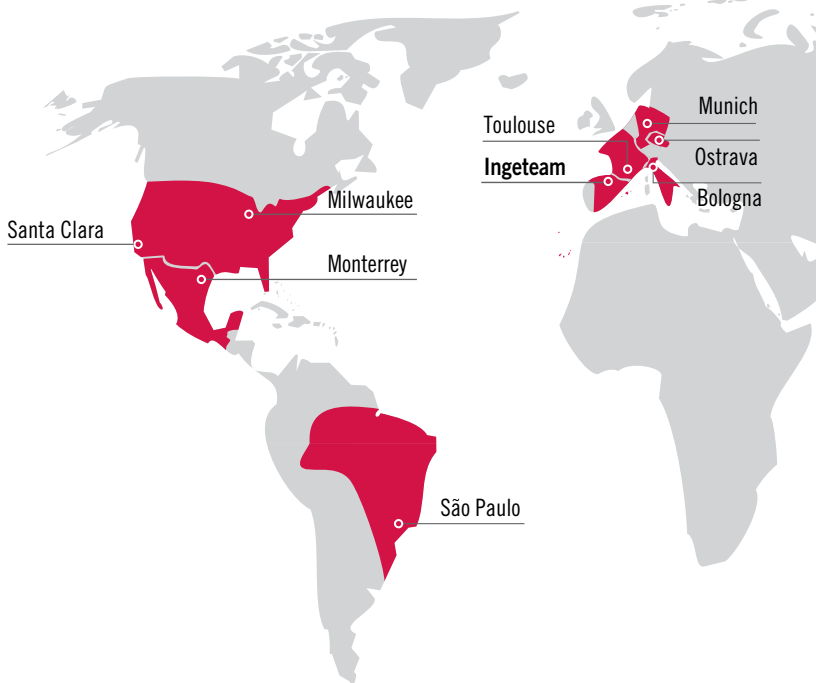 Munich
Toulouse
Ostrava
Ingeteam
Bologna
Milwaukee
Santa Clara
Monterrey
São Paulo